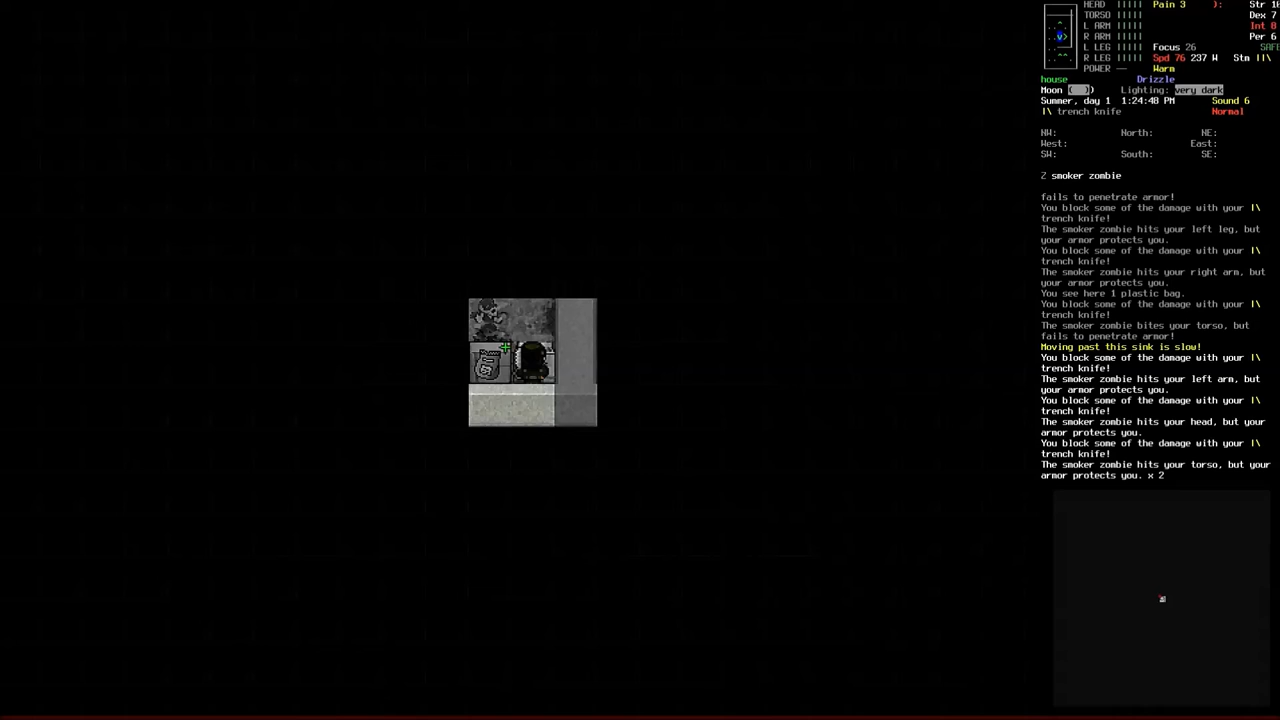 HEAD ||||| Pain 3 ): Str 10
TORSO ||||| Dex 7
L ARM ||||| Int 8
R ARM ||||| Per 6
L LEG ||||| Focus 26 SAFE
R LEG ||||| Spd 76 237 W Stm ||\
POWER -- Warm
house Drizzle
Moon (   )) Lighting: very dark
Summer, day 1 1:24:48 PM Sound 6
|\ trench knife Normal
NW: North: NE:
West: East:
SW: South: SE:
Z smoker zombie
fails to penetrate armor!
You block some of the damage with your |\
trench knife!
The smoker zombie hits your left leg, but
your armor protects you.
You block some of the damage with your |\
trench knife!
The smoker zombie hits your right arm, but
your armor protects you.
You see here 1 plastic bag.
You block some of the damage with your |\
trench knife!
The smoker zombie bites your torso, but
fails to penetrate armor!
Moving past this sink is slow!
You block some of the damage with your |\
trench knife!
The smoker zombie hits your left arm, but
your armor protects you.
You block some of the damage with your |\
trench knife!
The smoker zombie hits your head, but your
armor protects you.
You block some of the damage with your |\
trench knife!
The smoker zombie hits your torso, but your
armor protects you. x 2